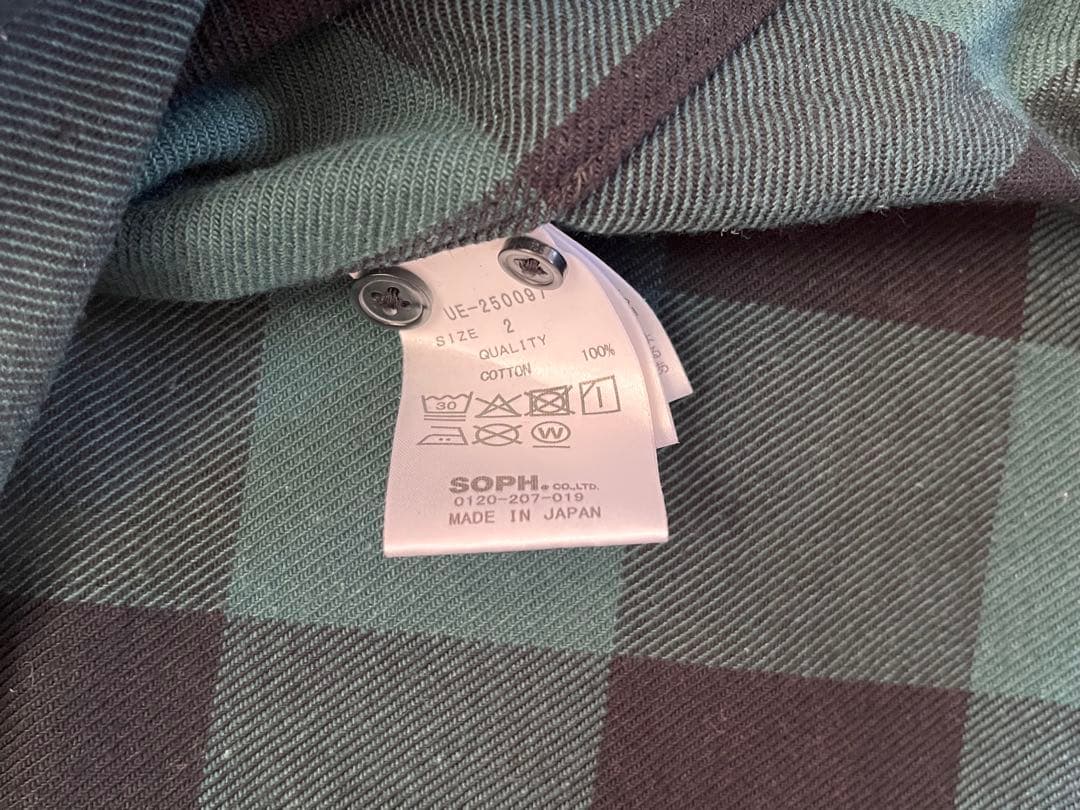 UE-250097
SIZE 2
QUALITY
COTTON 100%
30
W
SOPH. CO.,LTD.
0120-207-019
MADE IN JAPAN